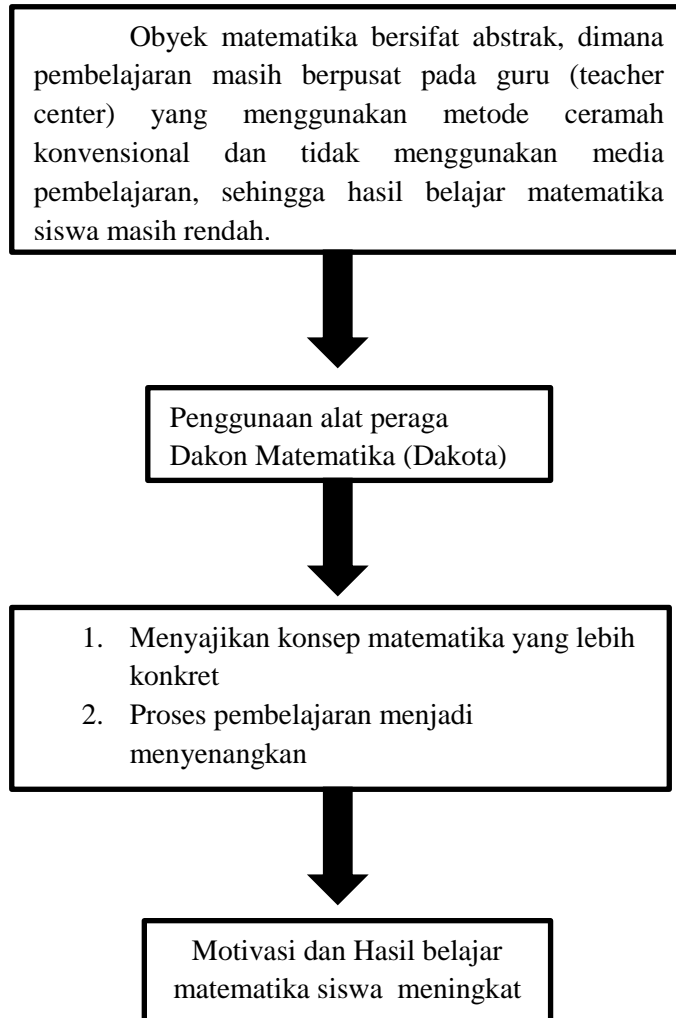 Obyek matematika bersifat abstrak, dimana
pembelajaran masih berpusat pada guru (teacher
center) yang menggunakan metode ceramah
konvensional dan tidak menggunakan media
pembelajaran, sehingga hasil belajar matematika
siswa masih rendah.
Penggunaan alat peraga
Dakon Matematika (Dakota)
1. Menyajikan konsep matematika yang lebih
konkret
2. Proses pembelajaran menjadi
menyenangkan
Motivasi dan Hasil belajar
matematika siswa meningkat